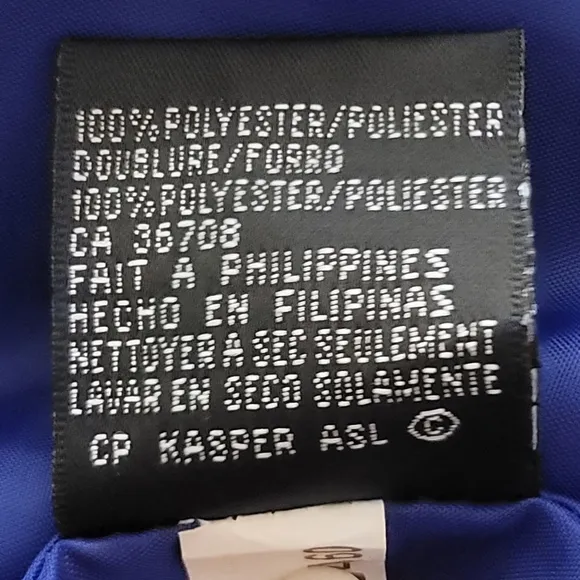 100% POLYESTER/POLIESTER
DOUBLURE/FORRO
100% POLYESTER/POLIESTER
CA 36708
FAIT A PHILIPPINES
HECHO EN FILIPINAS
NETTOYER A SEC SEULEMENT
LAVAR EN SECO SOLAMENTE
CP KASPER ASL ©